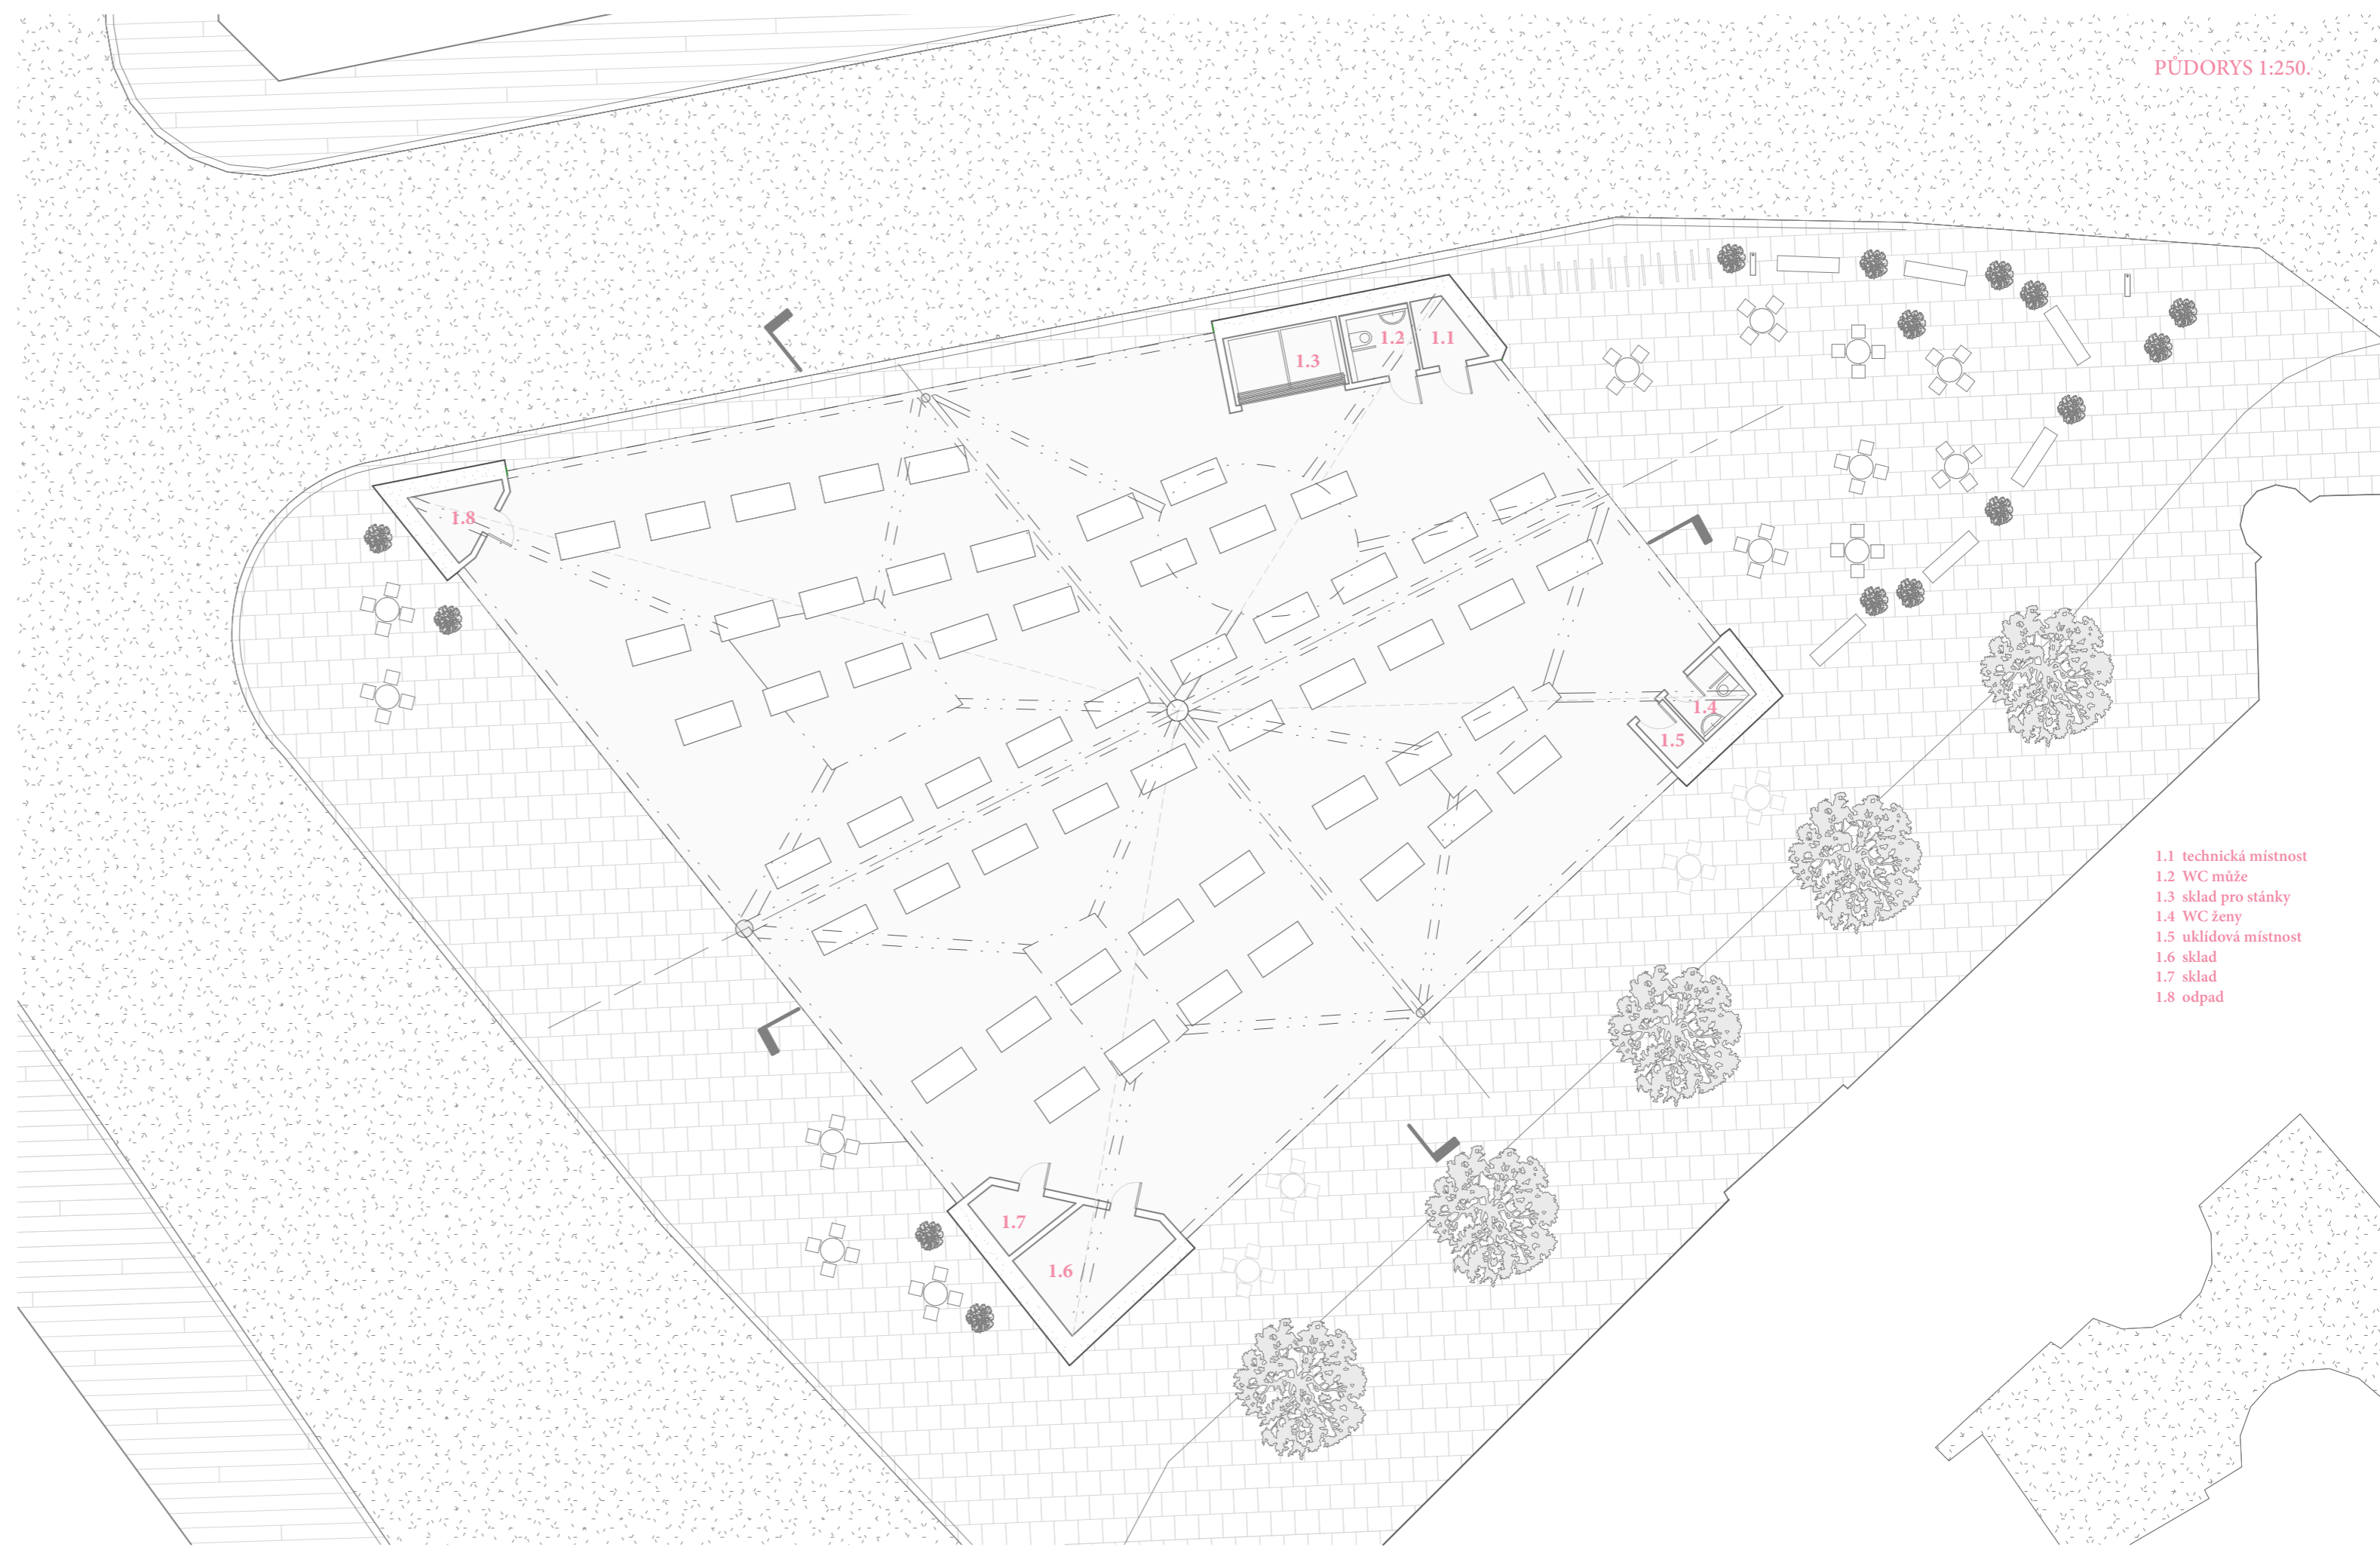 PŮDORYS 1:250.
1.3
1.2
1.1
1.8
1.4
1.5
1.7
1.6
1.1 technická místnost
1.2 WC může
1.3 sklad pro stánky
1.4 WC ženy
1.5 uklídová místnost
1.6 sklad
1.7 sklad
1.8 odpad